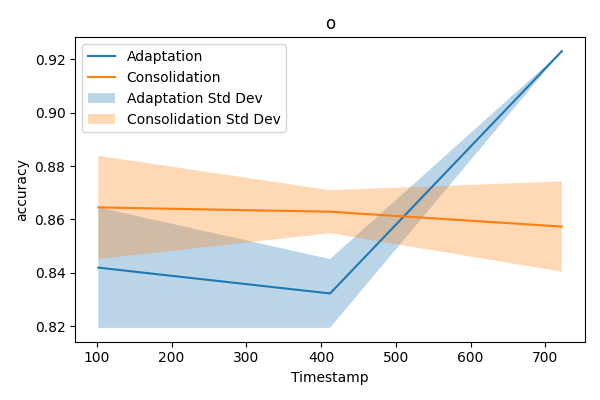 o
Adaptation
Consolidation
Adaptation Std Dev
Consolidation Std Dev
accuracy
0.92
0.90
0.88
0.86
0.84
0.82
100 200 300 400 500 600 700
Timestamp